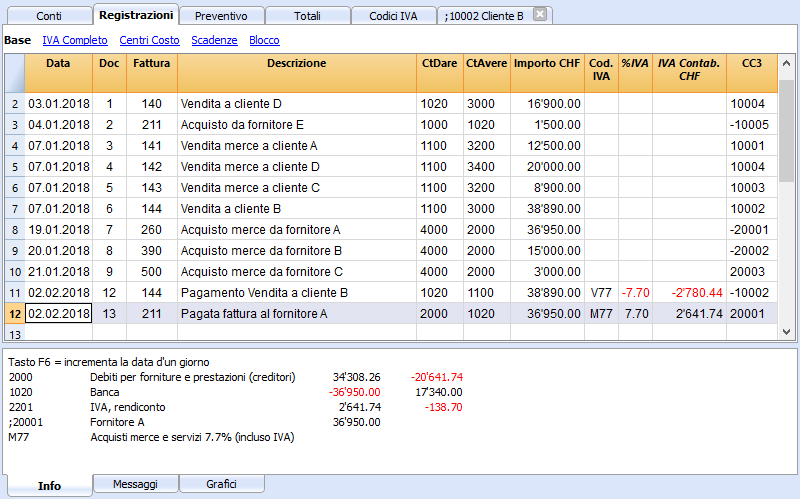 Conti Registrazioni Preventivo Totali Codici IVA ;10002 Cliente B
Base IVA Completo Centri Costo Scadenze Blocco
Data Doc Fattura Descrizione CtDare CtAvere Importo CHF Cod. IVA %IVA IVA Contab. CHF CC3
2 03.01.2018 1 140 Vendita a cliente D 1020 3000 16'900.00 10004
3 04.01.2018 2 211 Acquisto da fornitore E 1000 1020 1'500.00 -10005
4 07.01.2018 3 141 Vendita merce a cliente A 1100 3200 12'500.00 10001
5 07.01.2018 4 142 Vendita merce a cliente D 1100 3400 20'000.00 10004
6 07.01.2018 5 143 Vendita merce a cliente C 1100 3200 8'900.00 10003
7 07.01.2018 6 144 Vendita a cliente B 1100 3000 38'890.00 10002
8 19.01.2018 7 260 Acquisto merce da fornitore A 4000 2000 36'950.00 -20001
9 20.01.2018 8 390 Acquisto merce da fornitore B 4000 2000 15'000.00 -20002
10 21.01.2018 9 500 Acquisto merce da fornitore C 4000 2000 3'000.00 20003
11 02.02.2018 12 144 Pagamento Vendita a cliente B 1020 1100 38'890.00 V77 -7.70 -2'780.44 -10002
12 02.02.2018 13 211 Pagata fattura al fornitore A 2000 1020 36'950.00 M77 7.70 2'641.74 20001
13
Tasto F6 = incrementa la data d'un giorno
2000 Debiti per forniture e prestazioni (creditori) 34'308.26 -20'641.74
1020 Banca -36'950.00 17'340.00
2201 IVA, rendiconto 2'641.74 -138.70
;20001 Fornitore A 36'950.00
M77 Acquisti merce e servizi 7.7% (incluso IVA)
Info Messaggi Grafici